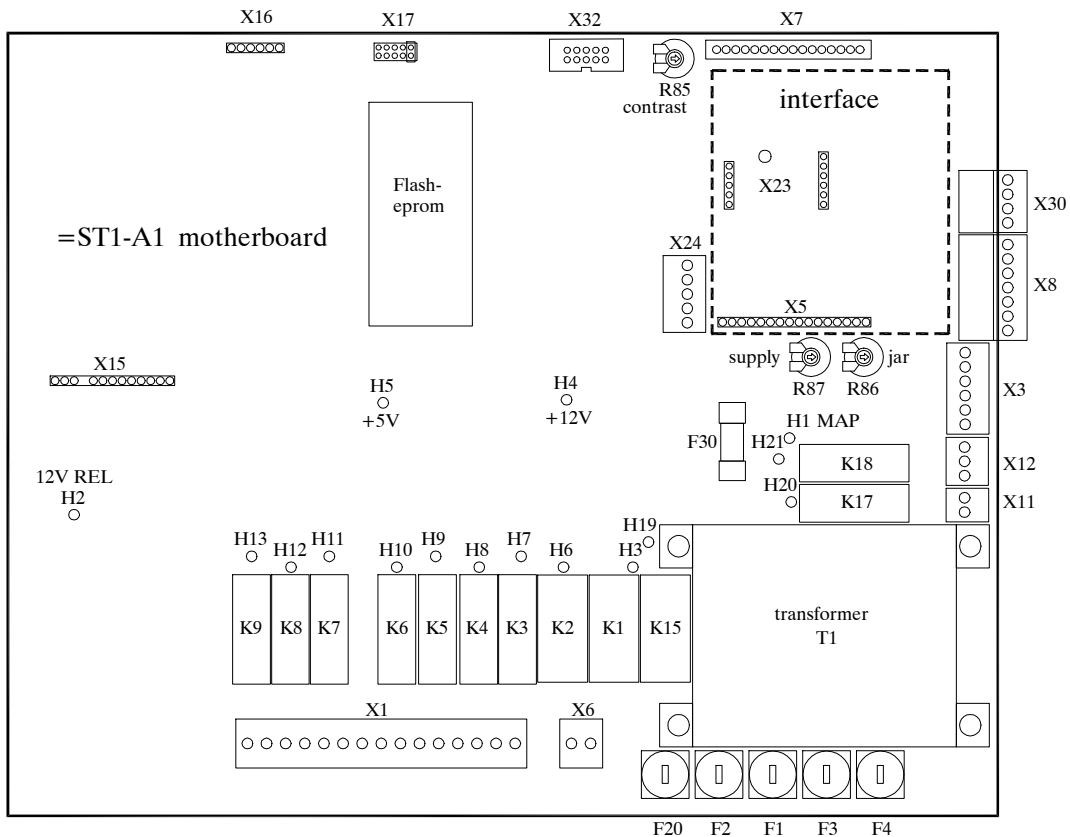 X16
X17
X32
X7
R85
contrast
interface
Flash-
eprom
X23
X30
=ST1-A1 motherboard
X24
X8
X5
X15
supply
jar
R87
R86
X3
H5
+5V
H4
+12V
H1 MAP
F30
H21
K18
X12
12V REL
H2
H20
K17
X11
H13
H12
H11
H10
H9
H8
H7
H6
H3
H19
K9
K8
K7
K6
K5
K4
K3
K2
K1
K15
transformer
T1
X1
X6
F20
F2
F1
F3
F4